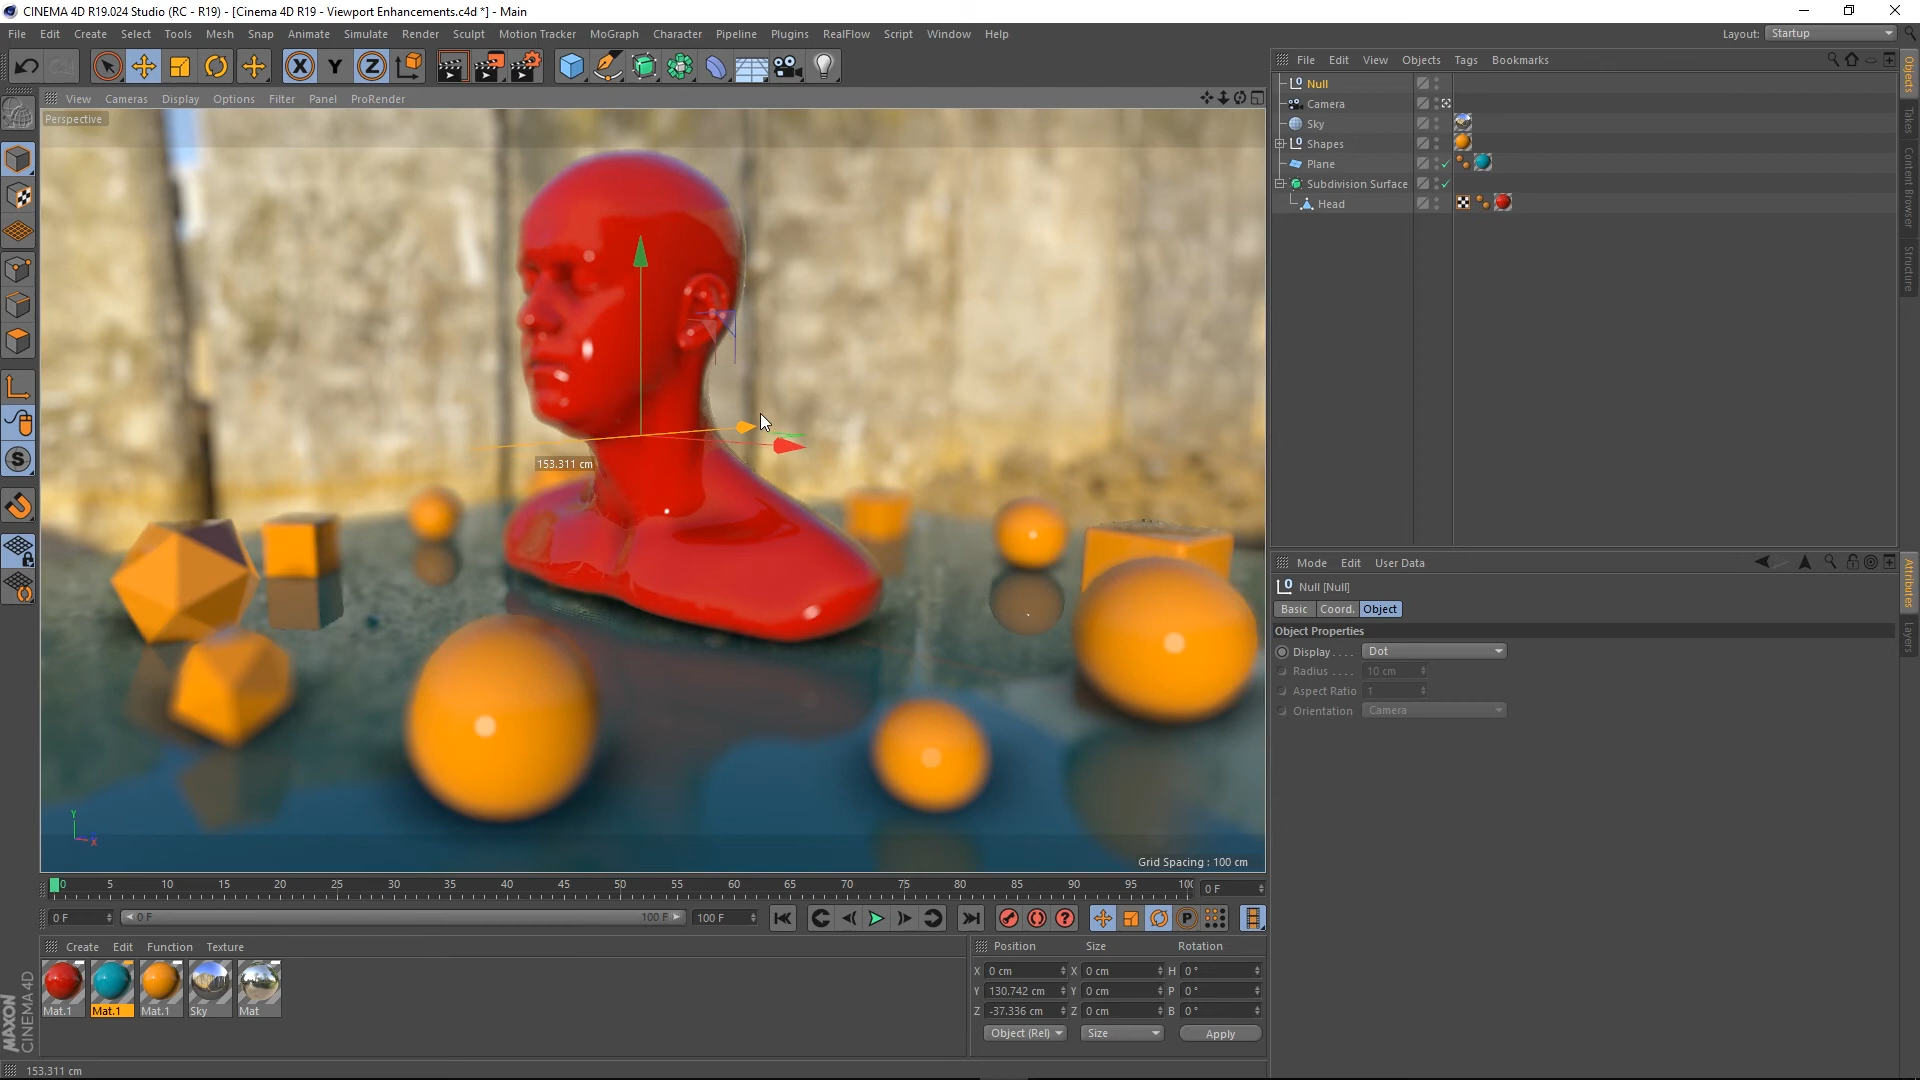 CINEMA 4D R19.024 Studio (RC - R19) - [Cinema 4D R19 - Viewport Enhancements.c4d *] - Main
File Edit Create Select Tools Mesh Snap Animate Simulate Render Sculpt Motion Tracker MoGraph Character Pipeline Plugins RealFlow Script Window Help
Layout: Startup
X Y Z
View Cameras Display Options Filter Panel ProRender
Perspective
153.311 cm
Y
X
Grid Spacing : 100 cm
File Edit View Objects Tags Bookmarks
Null
Camera
Sky
Shapes
Plane
Subdivision Surface
Head
Objects
Takes
Content Browser
Structure
Mode Edit User Data
Null [Null]
Basic Coord. Object
Object Properties
Display . . . . Dot
Radius . . . . 10 cm
Aspect Ratio 1
Orientation Camera
Attributes
Layers
0 5 10 15 20 25 30 35 40 45 50 55 60 65 70 75 80 85 90 95 100
0 F
0 F 0 F 100 F 100 F
Create Edit Function Texture
Mat.1 Mat.1 Mat.1 Sky Mat
Position Size Rotation
X 0 cm X 0 cm H 0 °
Y 130.742 cm Y 0 cm P 0 °
Z -37.336 cm Z 0 cm B 0 °
Object (Rel) Size Apply
MAXON
CINEMA 4D
153.311 cm